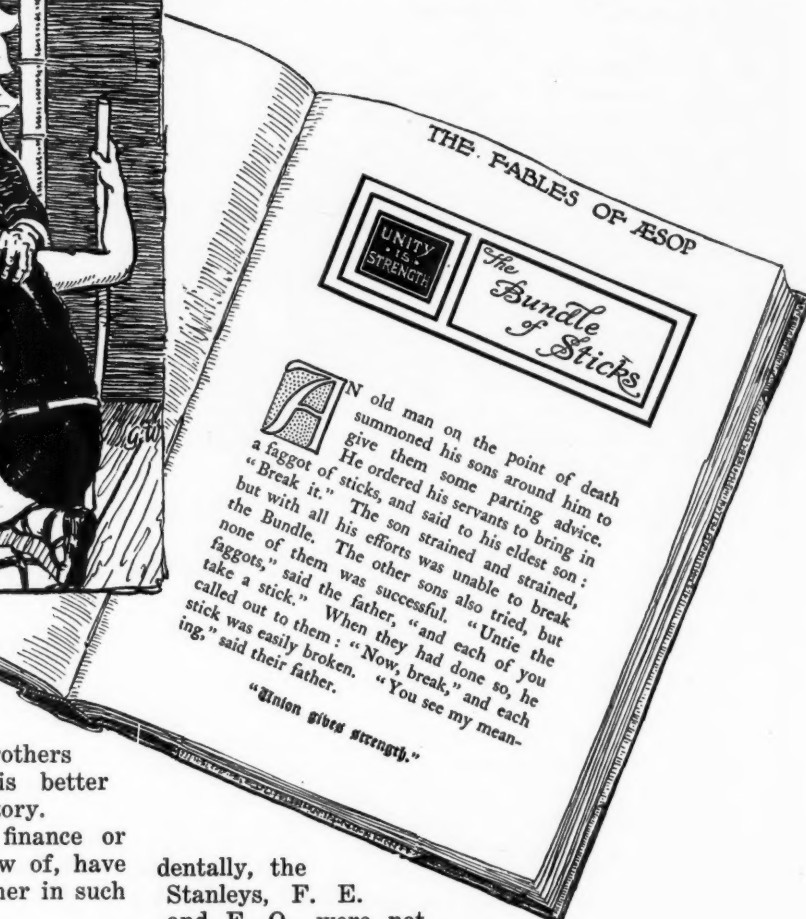 THE FABLES OF ÆSOP
UNITY
· IS ·
STRENGTH
The
Bundle
of Sticks
AN old man on the point of death
summoned his sons around him to
give them some parting advice.
He ordered his servants to bring in
a faggot of sticks, and said to his eldest son :
“Break it.” The son strained and strained,
but with all his efforts was unable to break
the Bundle. The other sons also tried, but
none of them was successful. “Untie the
faggots,” said the father, “and each of you
take a stick.” When they had done so, he
called out to them : “Now, break,” and each
stick was easily broken. “You see my mean-
ing,” said their father.
“Union gives strength.”
G.W
rothers
is better
tory.
finance or
w of, have
ner in such
dentally, the
Stanleys, F. E.
and F. O., were not